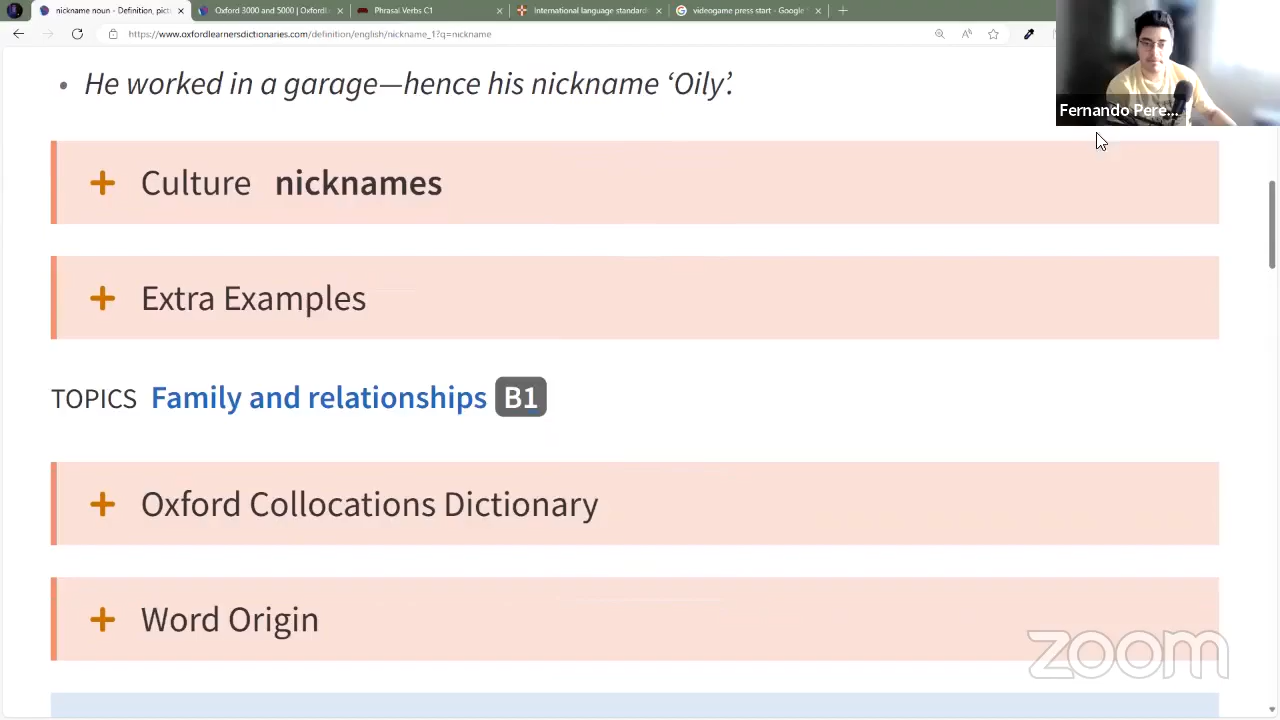 nickname noun - Definition, pict
Oxford 3000 and 5000 | OxfordL
Phrasal Verbs C1
International language standard
videogame press start - Google
https://www.oxfordlearnersdictionaries.com/definition/english/nickname_1?q=nickname
• He worked in a garage—hence his nickname ‘Oily’.
Fernando Pere...
+ Culture nicknames
+ Extra Examples
TOPICS Family and relationships B1
+ Oxford Collocations Dictionary
+ Word Origin
zoom